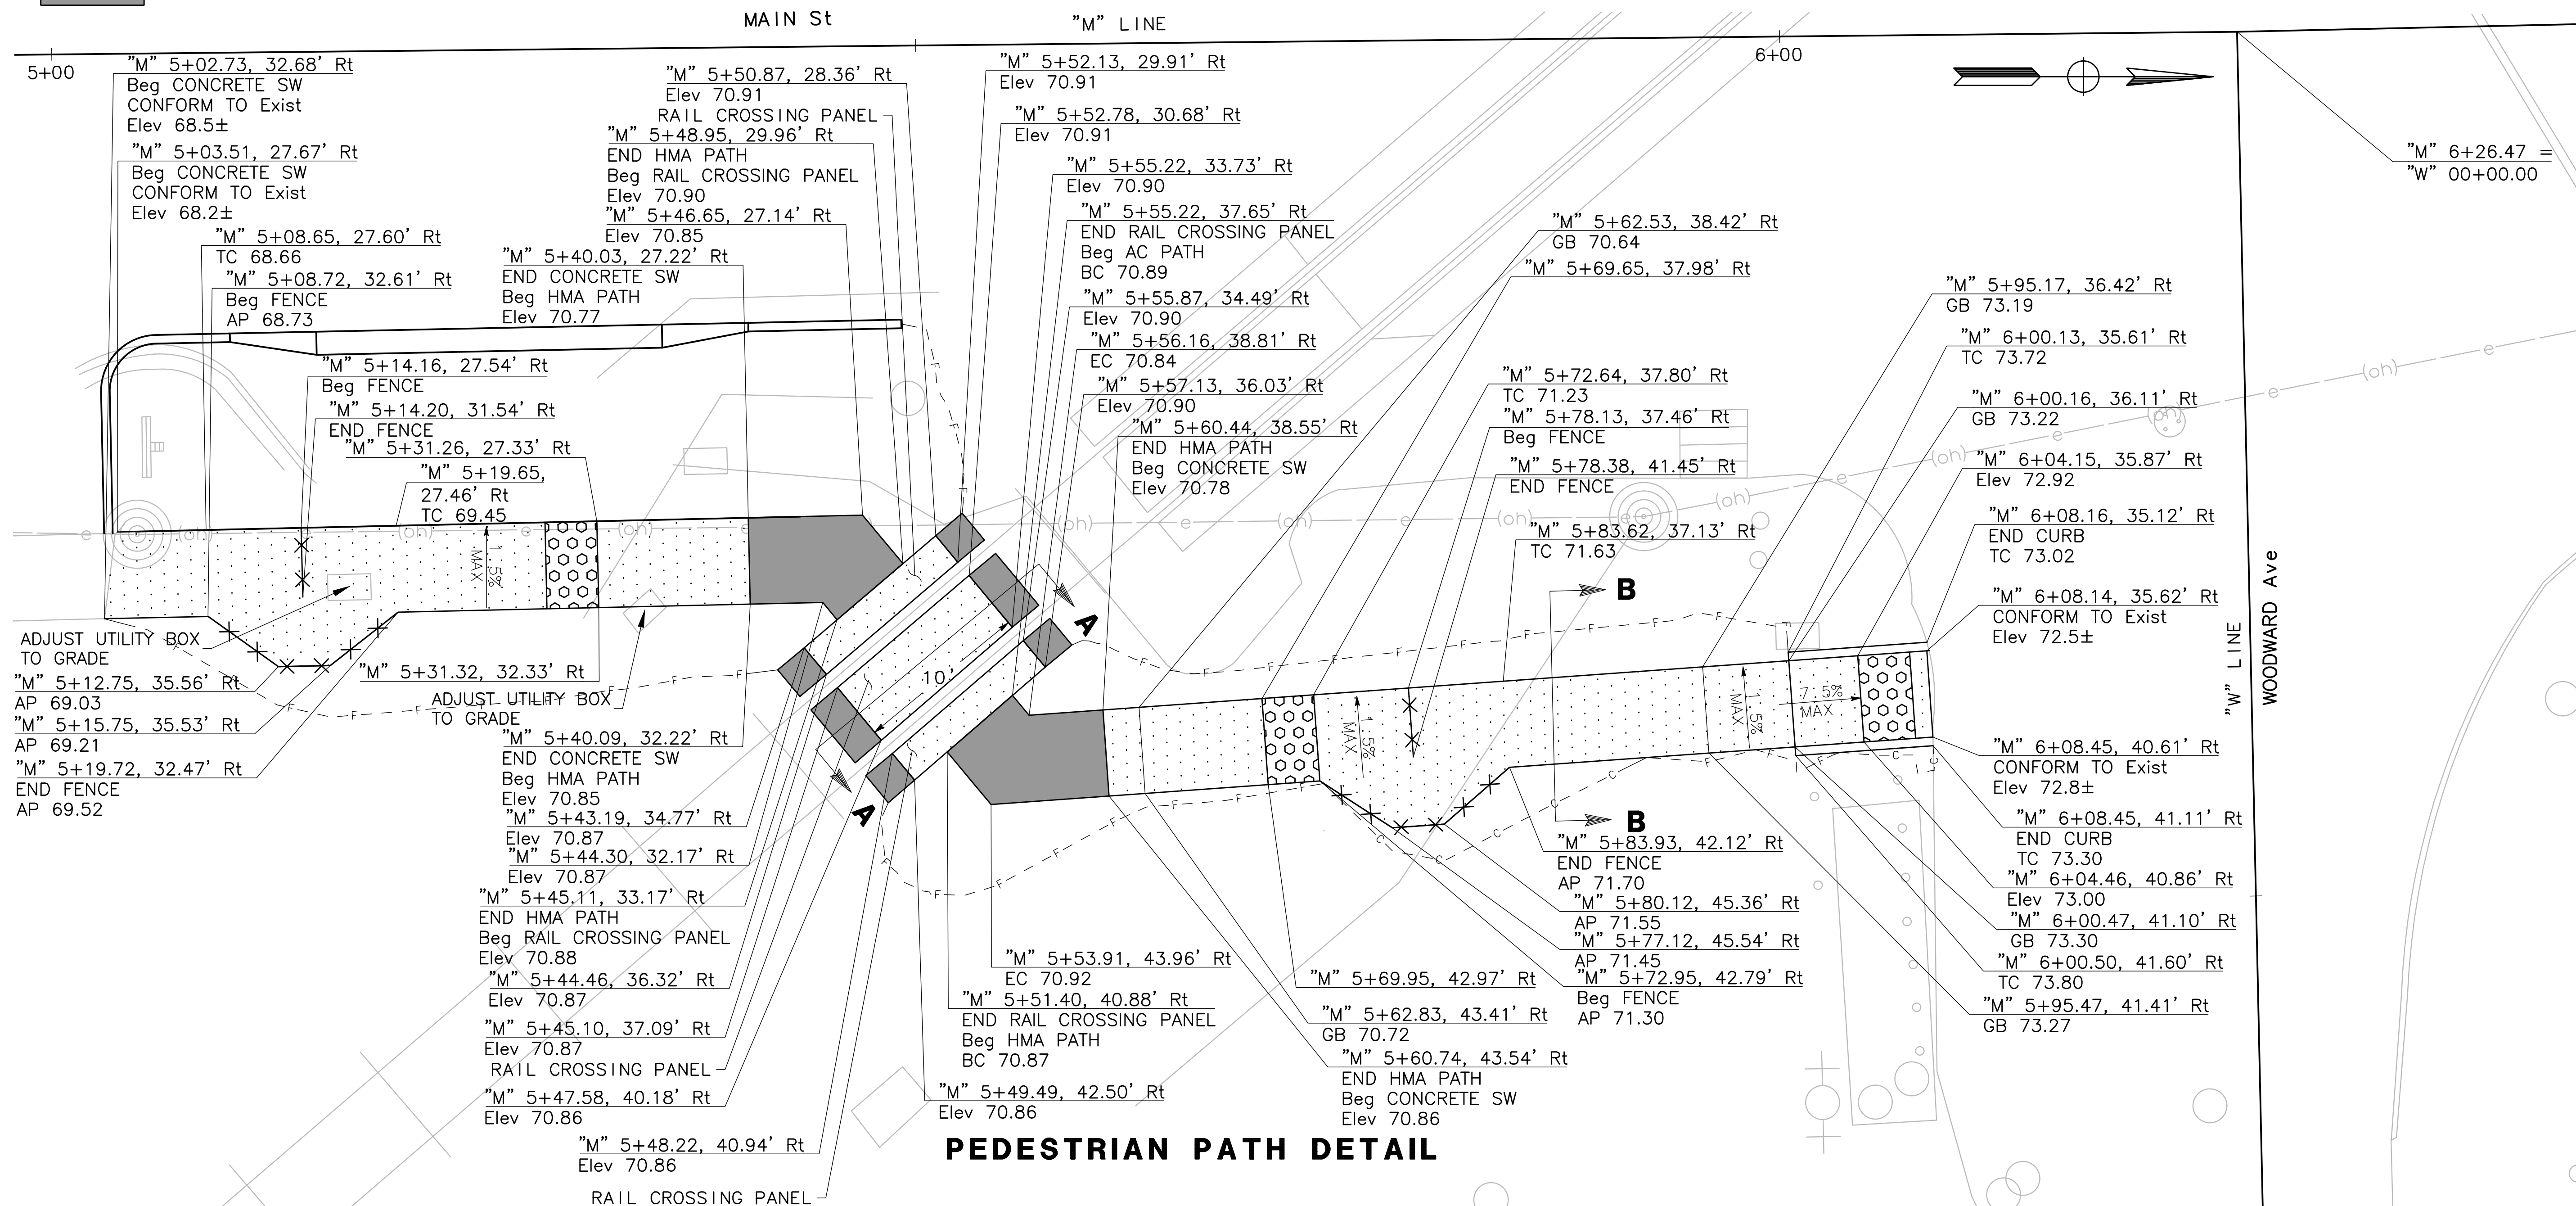 MAIN St
"M" LINE
5+00
6+00
"M" 5+02.73, 32.68' Rt
Beg CONCRETE SW
CONFORM TO Exist
Elev 68.5±
"M" 5+03.51, 27.67' Rt
Beg CONCRETE SW
CONFORM TO Exist
Elev 68.2±
"M" 5+08.65, 27.60' Rt
TC 68.66
"M" 5+08.72, 32.61' Rt
Beg FENCE
AP 68.73
"M" 5+14.16, 27.54' Rt
Beg FENCE
"M" 5+14.20, 31.54' Rt
END FENCE
"M" 5+31.26, 27.33' Rt
"M" 5+19.65,
27.46' Rt
TC 69.45
"M" 5+50.87, 28.36' Rt
Elev 70.91
RAIL CROSSING PANEL
"M" 5+48.95, 29.96' Rt
END HMA PATH
Beg RAIL CROSSING PANEL
Elev 70.90
"M" 5+46.65, 27.14' Rt
Elev 70.85
"M" 5+40.03, 27.22' Rt
END CONCRETE SW
Beg HMA PATH
Elev 70.77
"M" 5+52.13, 29.91' Rt
Elev 70.91
"M" 5+52.78, 30.68' Rt
Elev 70.91
"M" 5+55.22, 33.73' Rt
Elev 70.90
"M" 5+55.22, 37.65' Rt
END RAIL CROSSING PANEL
Beg AC PATH
BC 70.89
"M" 5+55.87, 34.49' Rt
Elev 70.90
"M" 5+56.16, 38.81' Rt
EC 70.84
"M" 5+57.13, 36.03' Rt
Elev 70.90
"M" 5+60.44, 38.55' Rt
END HMA PATH
Beg CONCRETE SW
Elev 70.78
"M" 5+62.53, 38.42' Rt
GB 70.64
"M" 5+69.65, 37.98' Rt
"M" 5+72.64, 37.80' Rt
TC 71.23
"M" 5+78.13, 37.46' Rt
Beg FENCE
"M" 5+78.38, 41.45' Rt
END FENCE
"M" 5+83.62, 37.13' Rt
TC 71.63
"M" 5+95.17, 36.42' Rt
GB 73.19
"M" 6+00.13, 35.61' Rt
TC 73.72
"M" 6+00.16, 36.11' Rt
GB 73.22
"M" 6+04.15, 35.87' Rt
Elev 72.92
"M" 6+08.16, 35.12' Rt
END CURB
TC 73.02
"M" 6+08.14, 35.62' Rt
CONFORM TO Exist
Elev 72.5±
"M" 6+26.47 =
"W" 00+00.00
"W" LINE
WOODWARD Ave
1.5%
MAX
10'
A
A
B
B
1.5%
MAX
1.5%
MAX
7.5%
MAX
ADJUST UTILITY BOX
TO GRADE
"M" 5+12.75, 35.56' Rt
AP 69.03
"M" 5+15.75, 35.53' Rt
AP 69.21
"M" 5+19.72, 32.47' Rt
END FENCE
AP 69.52
"M" 5+31.32, 32.33' Rt
ADJUST UTILITY BOX
TO GRADE
"M" 5+40.09, 32.22' Rt
END CONCRETE SW
Beg HMA PATH
Elev 70.85
"M" 5+43.19, 34.77' Rt
Elev 70.87
"M" 5+44.30, 32.17' Rt
Elev 70.87
"M" 5+45.11, 33.17' Rt
END HMA PATH
Beg RAIL CROSSING PANEL
Elev 70.88
"M" 5+44.46, 36.32' Rt
Elev 70.87
"M" 5+45.10, 37.09' Rt
Elev 70.87
RAIL CROSSING PANEL
"M" 5+47.58, 40.18' Rt
Elev 70.86
"M" 5+48.22, 40.94' Rt
Elev 70.86
RAIL CROSSING PANEL
"M" 5+53.91, 43.96' Rt
EC 70.92
"M" 5+51.40, 40.88' Rt
END RAIL CROSSING PANEL
Beg HMA PATH
BC 70.87
"M" 5+49.49, 42.50' Rt
Elev 70.86
"M" 5+69.95, 42.97' Rt
"M" 5+62.83, 43.41' Rt
GB 70.72
"M" 5+60.74, 43.54' Rt
END HMA PATH
Beg CONCRETE SW
Elev 70.86
"M" 5+83.93, 42.12' Rt
END FENCE
AP 71.70
"M" 5+80.12, 45.36' Rt
AP 71.55
"M" 5+77.12, 45.54' Rt
AP 71.45
"M" 5+72.95, 42.79' Rt
Beg FENCE
AP 71.30
"M" 6+08.45, 40.61' Rt
CONFORM TO Exist
Elev 72.8±
"M" 6+08.45, 41.11' Rt
END CURB
TC 73.30
"M" 6+04.46, 40.86' Rt
Elev 73.00
"M" 6+00.47, 41.10' Rt
GB 73.30
"M" 6+00.50, 41.60' Rt
TC 73.80
"M" 5+95.47, 41.41' Rt
GB 73.27
PEDESTRIAN PATH DETAIL